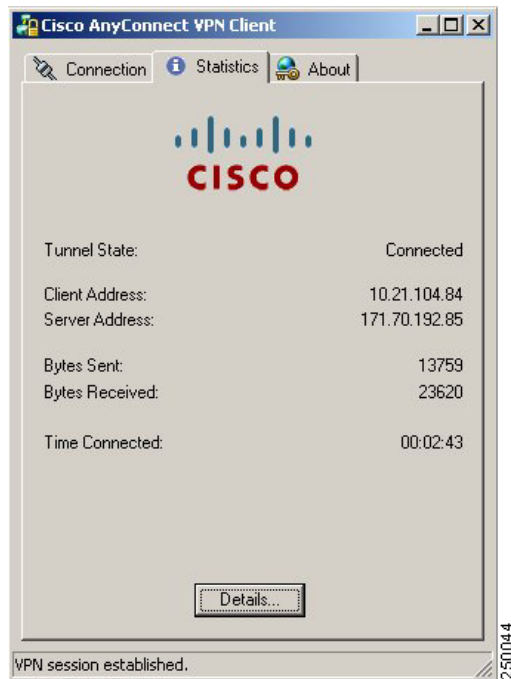 Cisco AnyConnect VPN Client
Connection Statistics About
CISCO
Tunnel State: Connected
Client Address: 10.21.104.84
Server Address: 171.70.192.85
Bytes Sent: 13759
Bytes Received: 23620
Time Connected: 00:02:43
Details...
VPN session established.
250044